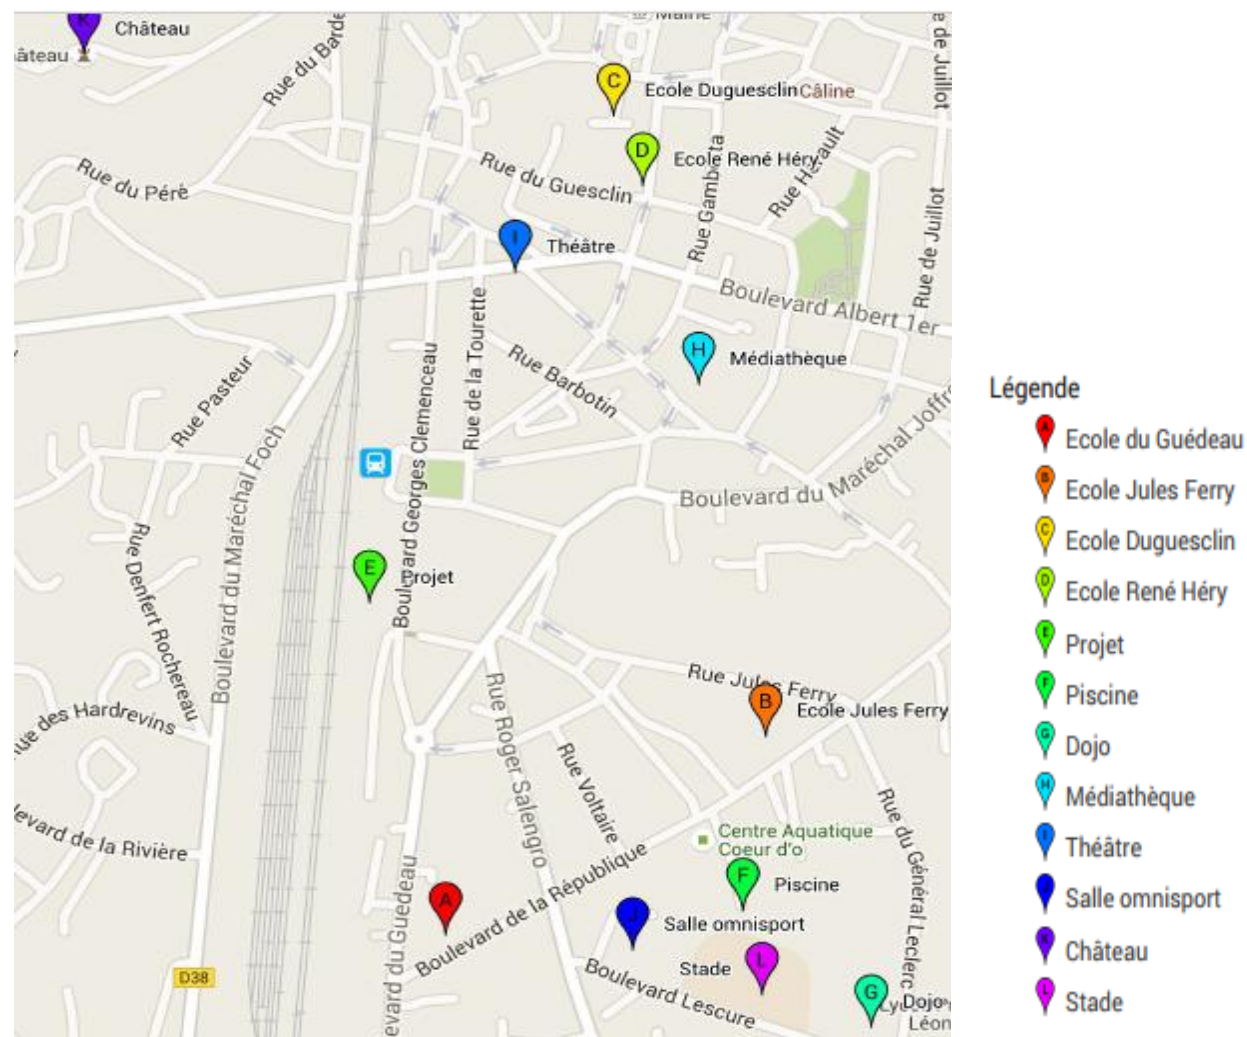 Mairie
K
Château
âteau
Rue du Barde
e de Juillot
C
Ecole Duguesclin
Câline
D
Ecole René Héry
Rue Hérault
Rue du Guesclin
Rue Gambetta
Rue du Péré
Rue de Juillot
I
Théâtre
Boulevard Albert 1er
H
Médiathèque
Rue de la Tourette
Rue Barbotin
Boulevard Georges Clemenceau
Rue Pasteur
Boulevard du Maréchal Foch
Boulevard du Maréchal Joffre
Rue Denfert Rochereau
E
Projet
Rue Jules Ferry
B
Ecole Jules Ferry
ue des Hardrevins
Rue Roger Salengro
Rue Voltaire
Rue du Général Leclerc
levard de la Rivière
Centre Aquatique
Coeur d'o
F
Piscine
A
Boulevard de la République
J
Salle omnisport
Stade
L
D38
evard du Guedeau
Boulevard Lescure
G
Dojo
Léon
Légende
A Ecole du Guédeau
B Ecole Jules Ferry
C Ecole Duguesclin
D Ecole René Héry
E Projet
F Piscine
G Dojo
H Médiathèque
I Théâtre
J Salle omnisport
K Château
L Stade